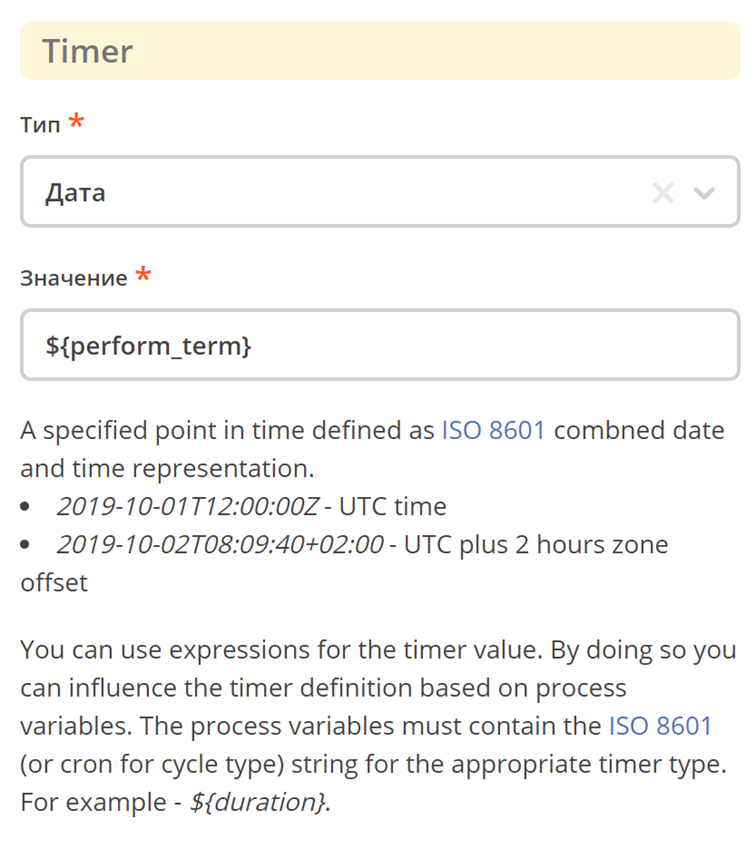 Timer
Тип *
Дата
Значение *
${perform_term}
A specified point in time defined as ISO 8601 combned date
and time representation.
• 2019-10-01T12:00:00Z - UTC time
• 2019-10-02T08:09:40+02:00 - UTC plus 2 hours zone
offset
You can use expressions for the timer value. By doing so you
can influence the timer definition based on process
variables. The process variables must contain the ISO 8601
(or cron for cycle type) string for the appropriate timer type.
For example - ${duration}.